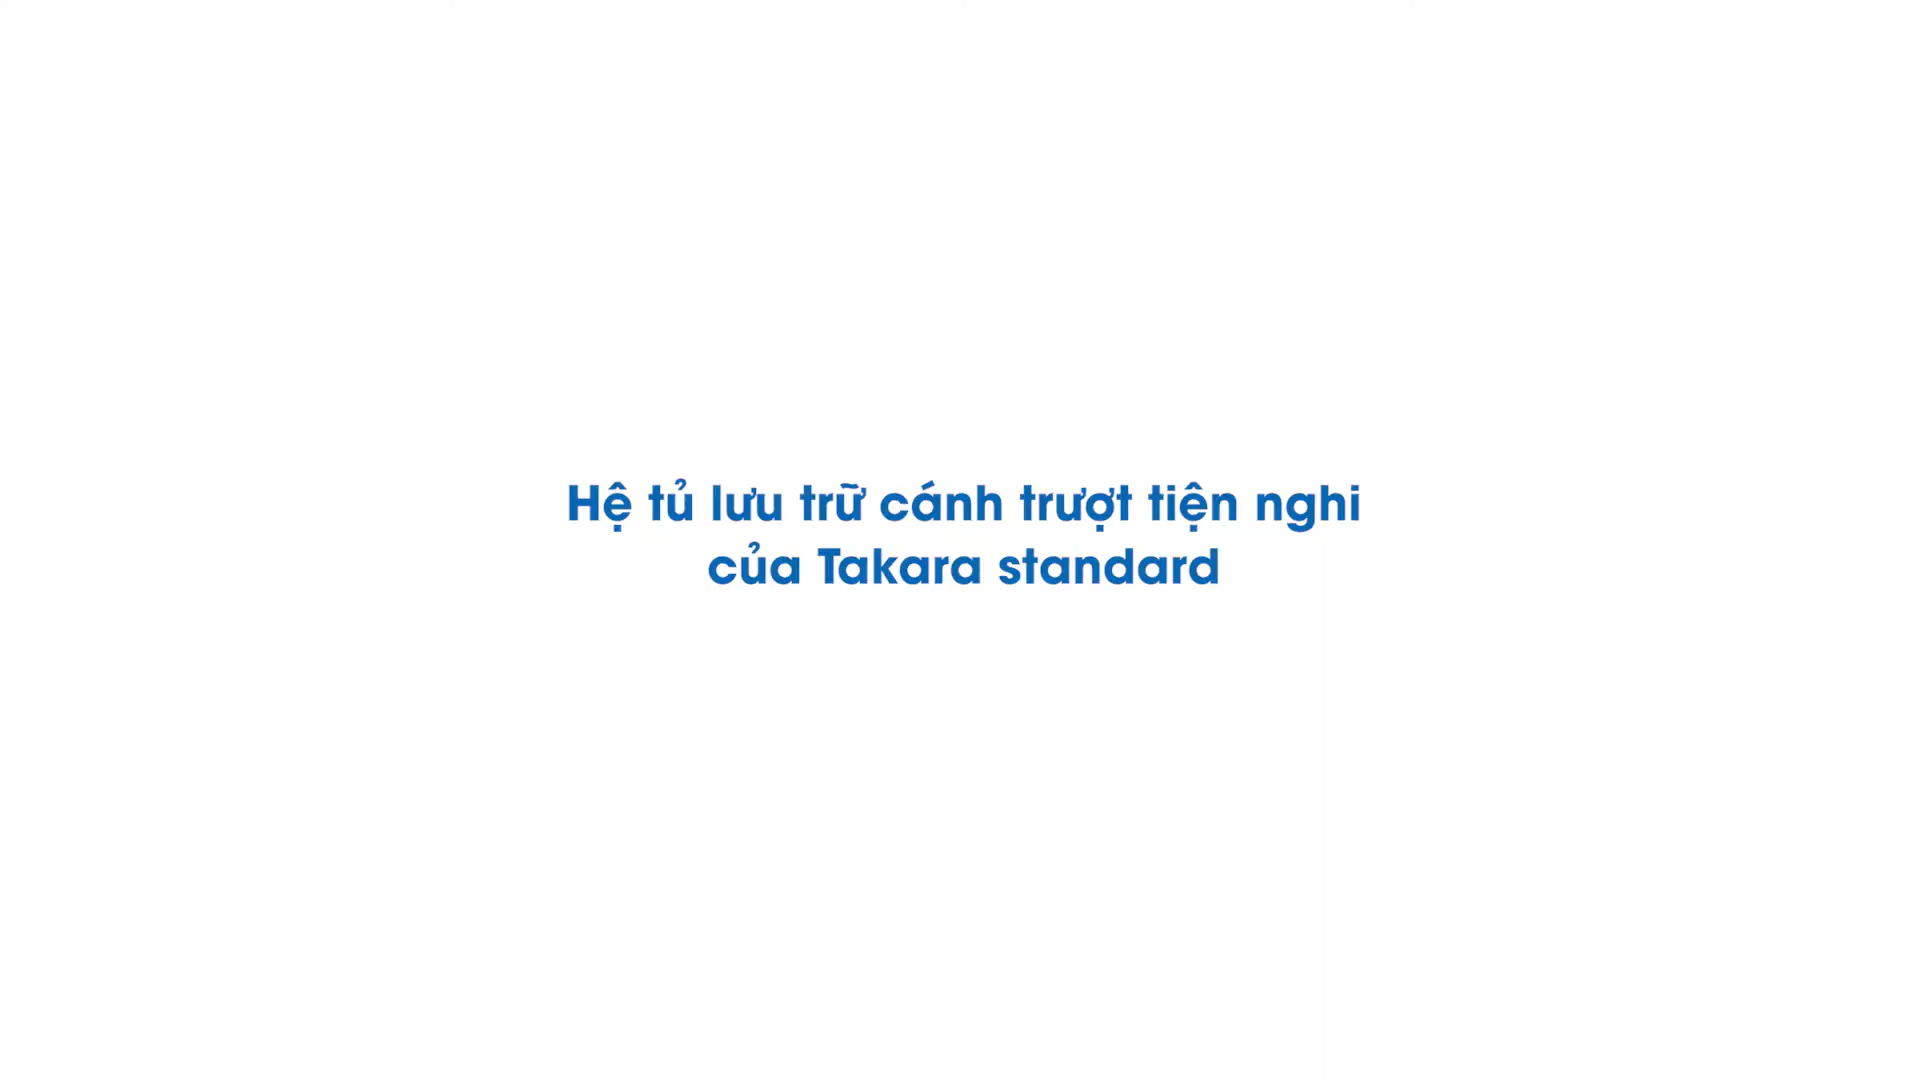 Hệ tủ lưu trữ cánh trượt tiện nghi
của Takara standard